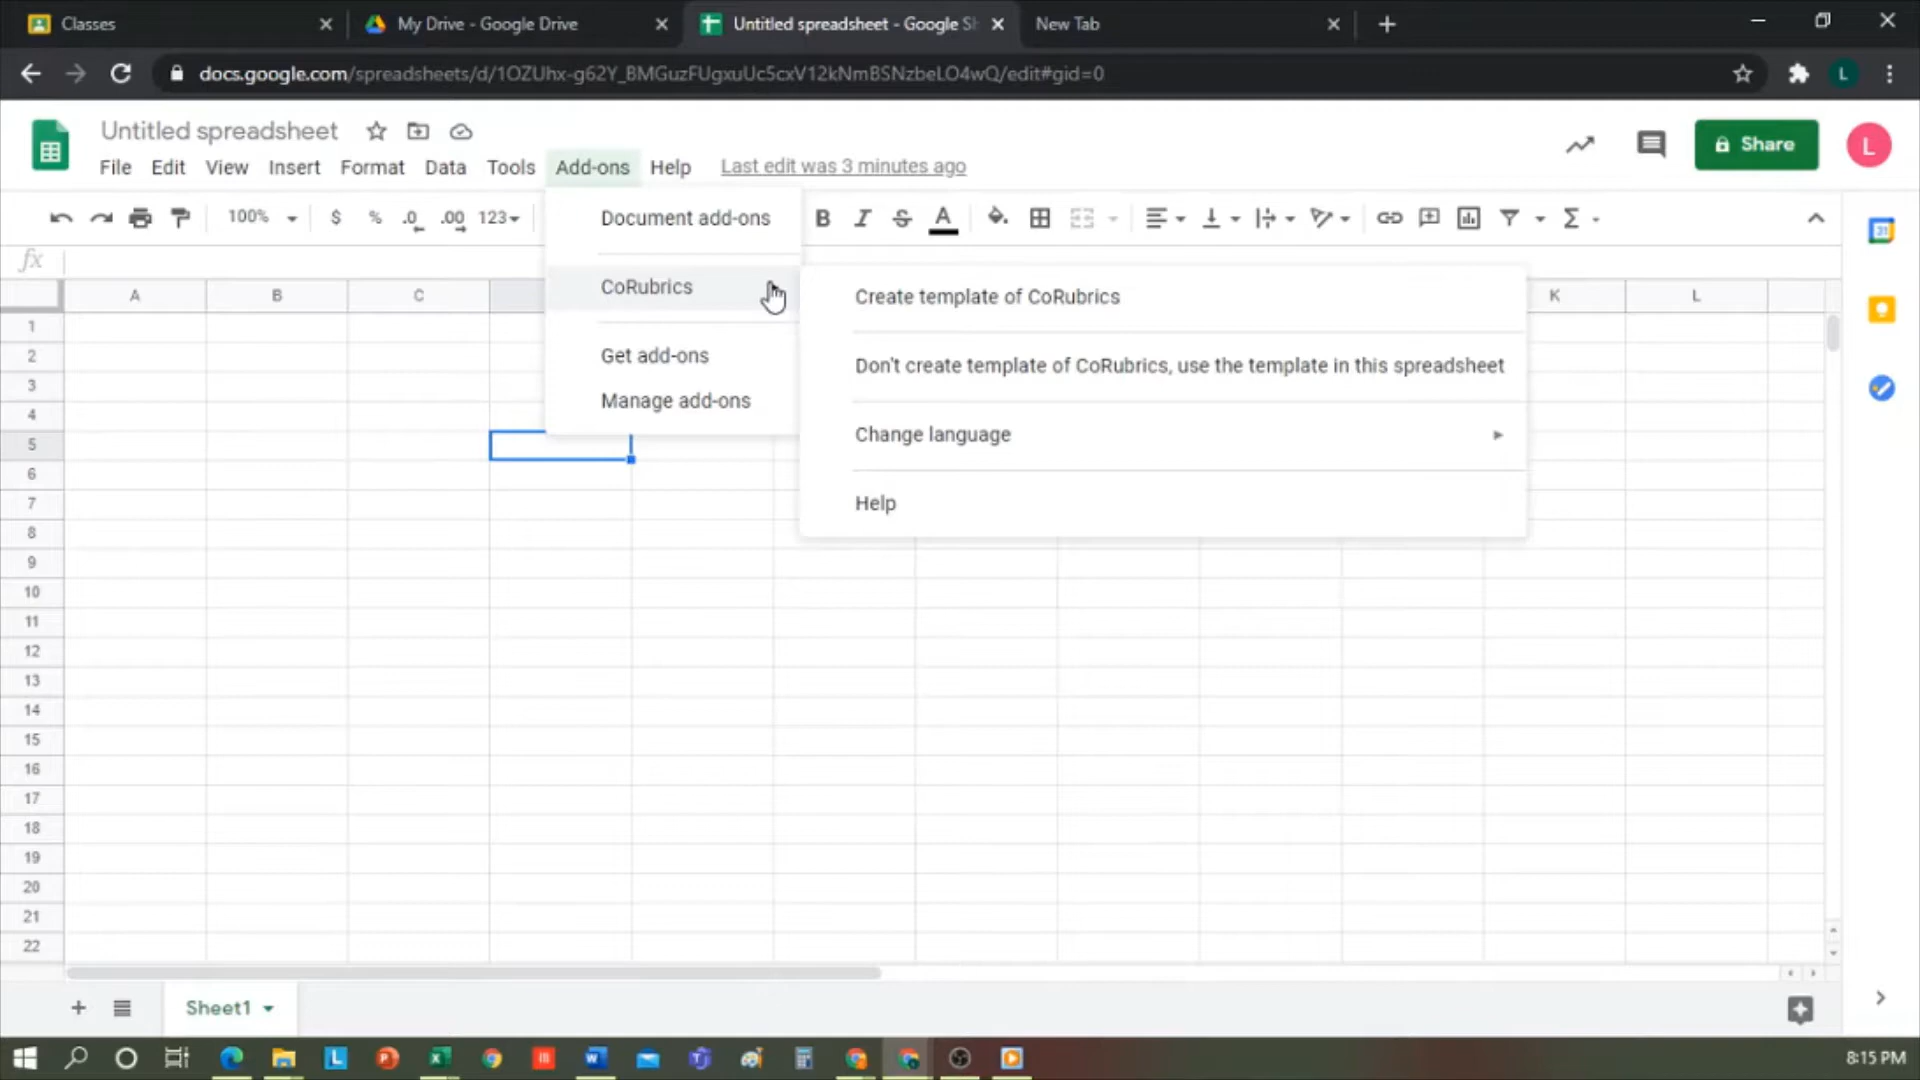 Classes
My Drive - Google Drive
Untitled spreadsheet - Google Sh
New Tab
docs.google.com/spreadsheets/d/1OZUhx-g62Y_BMGuzFUgxuUc5cxV12kNmBSNzbeLO4wQ/edit#gid=0
L
Untitled spreadsheet
Share
L
File Edit View Insert Format Data Tools Add-ons Help Last edit was 3 minutes ago
100% $ % .0 .00 123 B I S A Σ
31
Document add-ons
fx
CoRubrics
Get add-ons
Manage add-ons
Create template of CoRubrics
Don't create template of CoRubrics, use the template in this spreadsheet
Change language
Help
A B C K L
1
2
3
4
5
6
7
8
9
10
11
12
13
14
15
16
17
18
19
20
21
22
Sheet1
8:15 PM